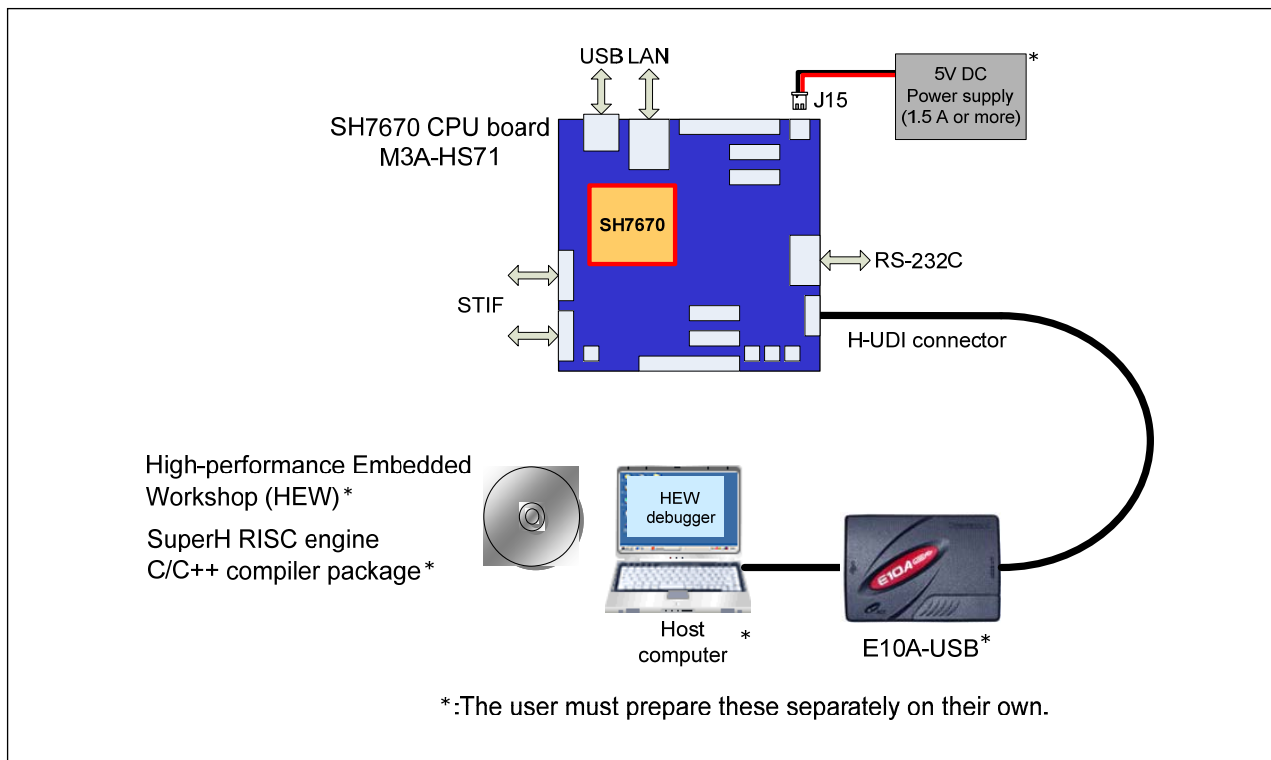 USB LAN
5V DC
Power supply
(1.5 A or more)
*
J15
SH7670 CPU board
M3A-HS71
SH7670
RS-232C
STIF
H-UDI connector
High-performance Embedded
Workshop (HEW)*
SuperH RISC engine
C/C++ compiler package*
HEW
debugger
E10A
Host
computer *
E10A-USB*
*:The user must prepare these separately on their own.